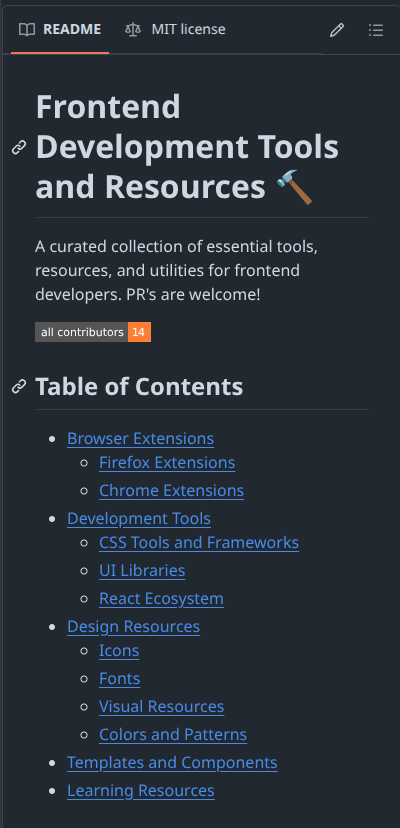 README
MIT license
Frontend
Development Tools
and Resources 🔨
A curated collection of essential tools,
resources, and utilities for frontend
developers. PR's are welcome!
all contributors 14
Table of Contents
Browser Extensions
Firefox Extensions
Chrome Extensions
Development Tools
CSS Tools and Frameworks
UI Libraries
React Ecosystem
Design Resources
Icons
Fonts
Visual Resources
Colors and Patterns
Templates and Components
Learning Resources